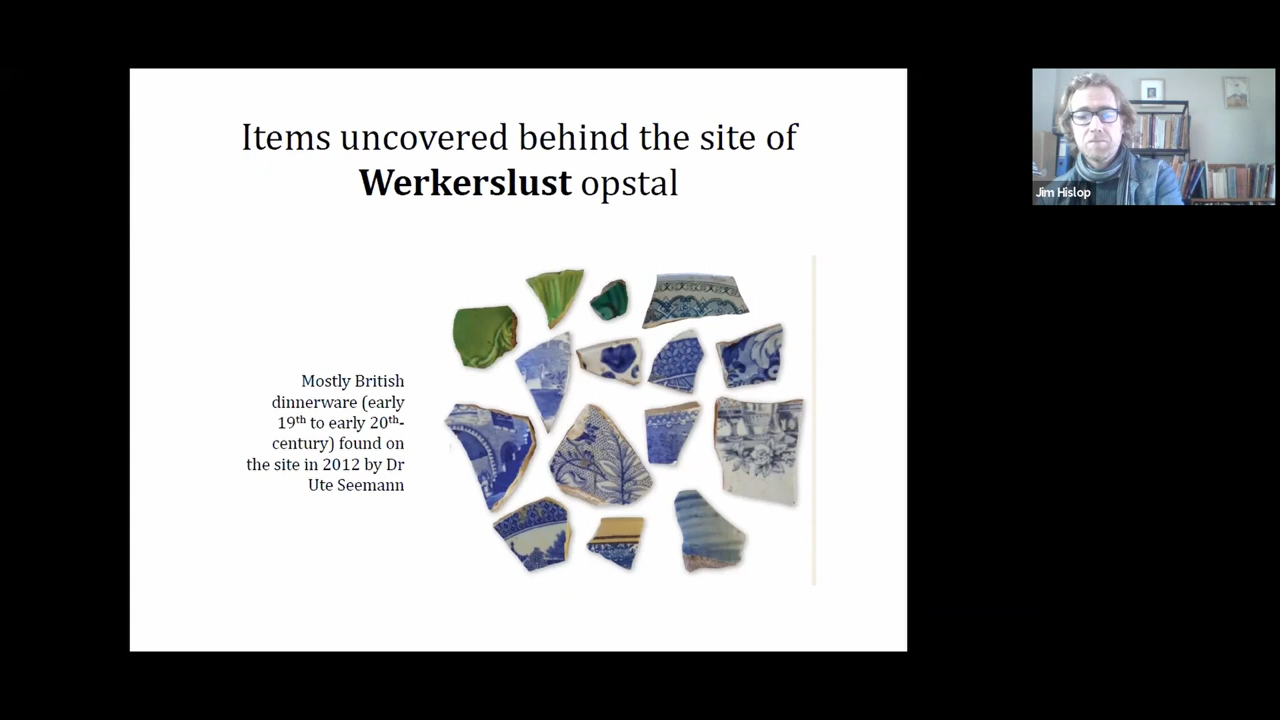 Items uncovered behind the site of
Werkerslust opstal
Mostly British
dinnerware (early
19th to early 20th-
century) found on
the site in 2012 by Dr
Ute Seemann
Jim Hislop